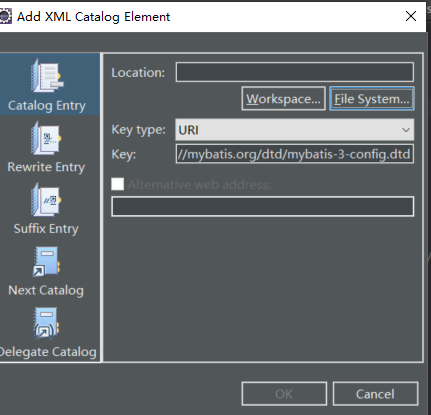 Add XML Catalog Element
Catalog Entry
Rewrite Entry
Suffix Entry
Next Catalog
Delegate Catalog
Location:
Workspace... File System...
Key type: URI
Key: //mybatis.org/dtd/mybatis-3-config.dtd
Alternative web address:
OK Cancel